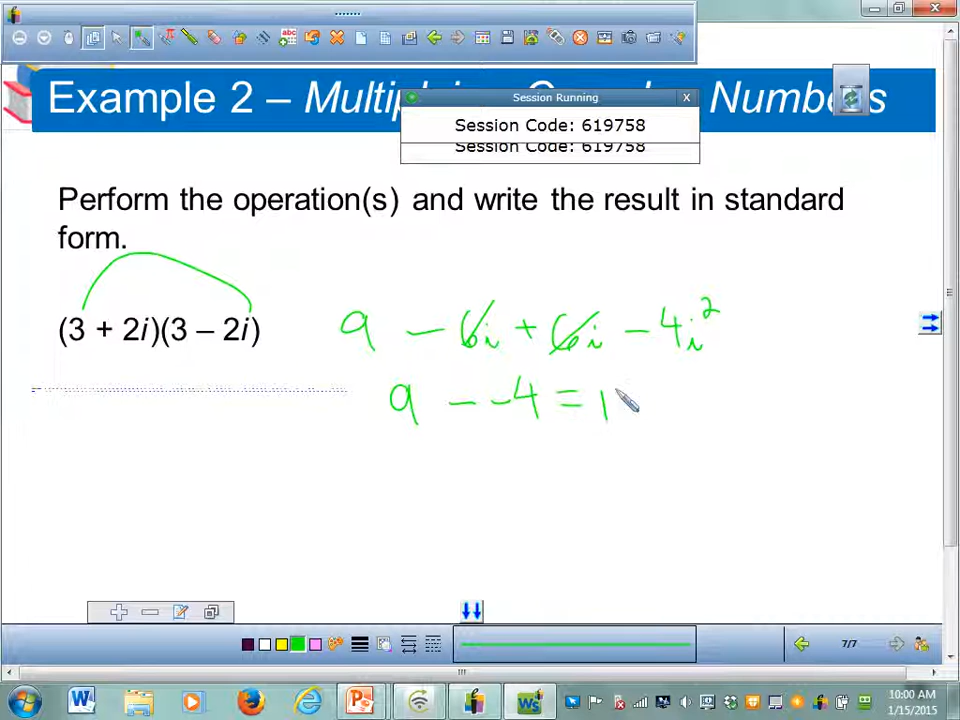 Session Running X
Session Code: 619758
Session Code: 619758
Example 2 – Multip Numbe s
Perform the operation(s) and write the result in standard
form.
(3 + 2i)(3 – 2i) 9 - 6i + 6i - 4i²
9 - -4 = 1
7/7
10:00 AM
1/15/2015